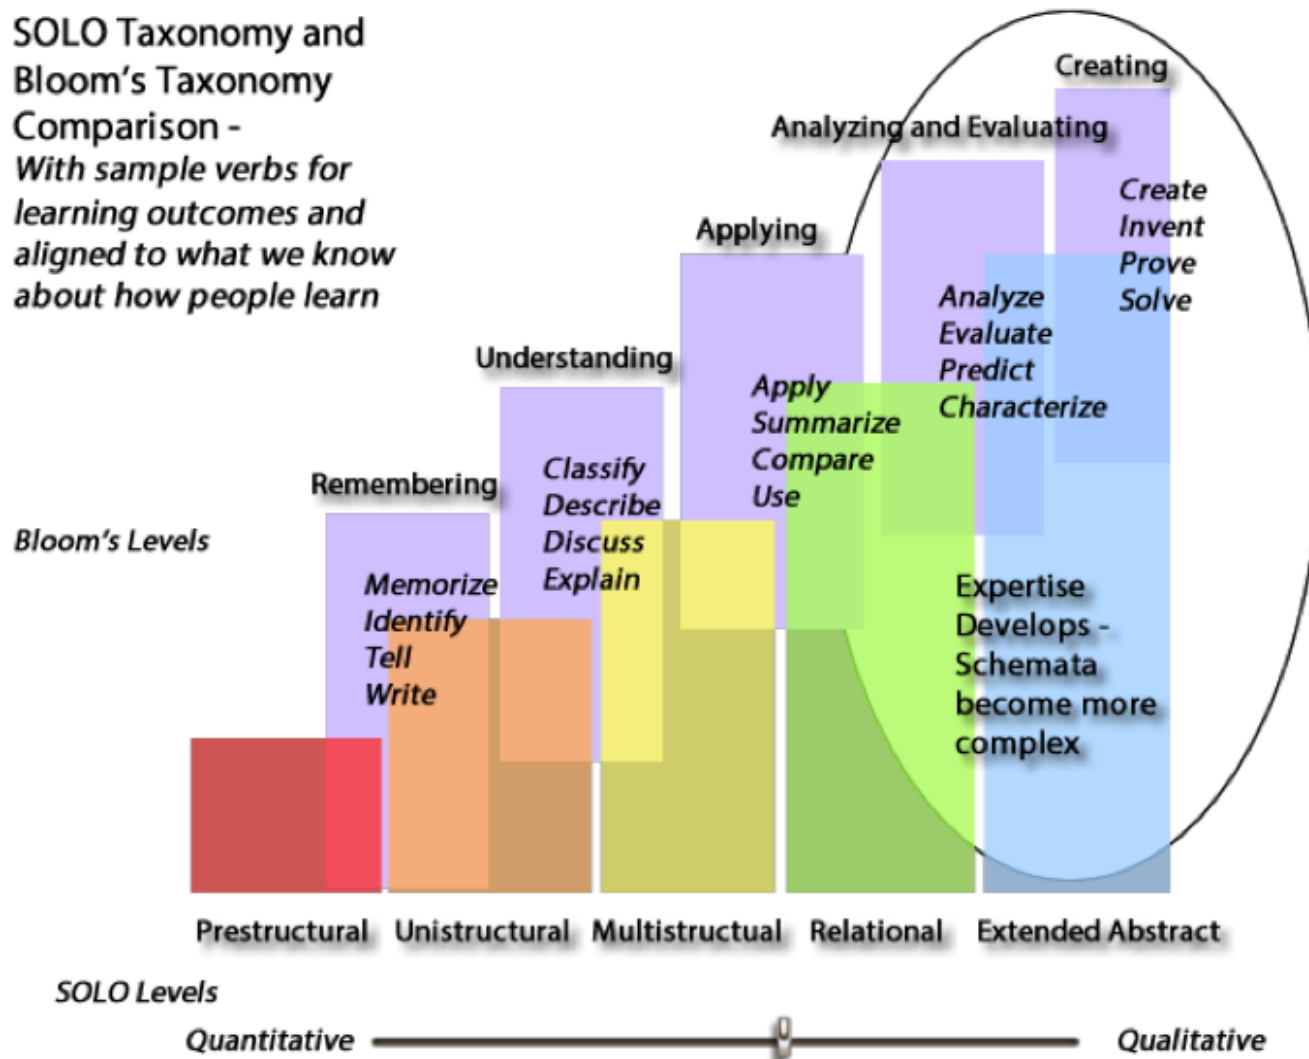 SOLO Taxonomy and
Bloom's Taxonomy
Comparison -
With sample verbs for
learning outcomes and
aligned to what we know
about how people learn
Creating
Analyzing and Evaluating
Applying
Understanding
Remembering
Bloom's Levels
Memorize
Identify
Tell
Write
Classify
Describe
Discuss
Explain
Apply
Summarize
Compare
Use
Analyze
Evaluate
Predict
Characterize
Create
Invent
Prove
Solve
Expertise
Develops -
Schemata
become more
complex
Prestructural
Unistructural
Multistructual
Relational
Extended Abstract
SOLO Levels
Quantitative
Qualitative